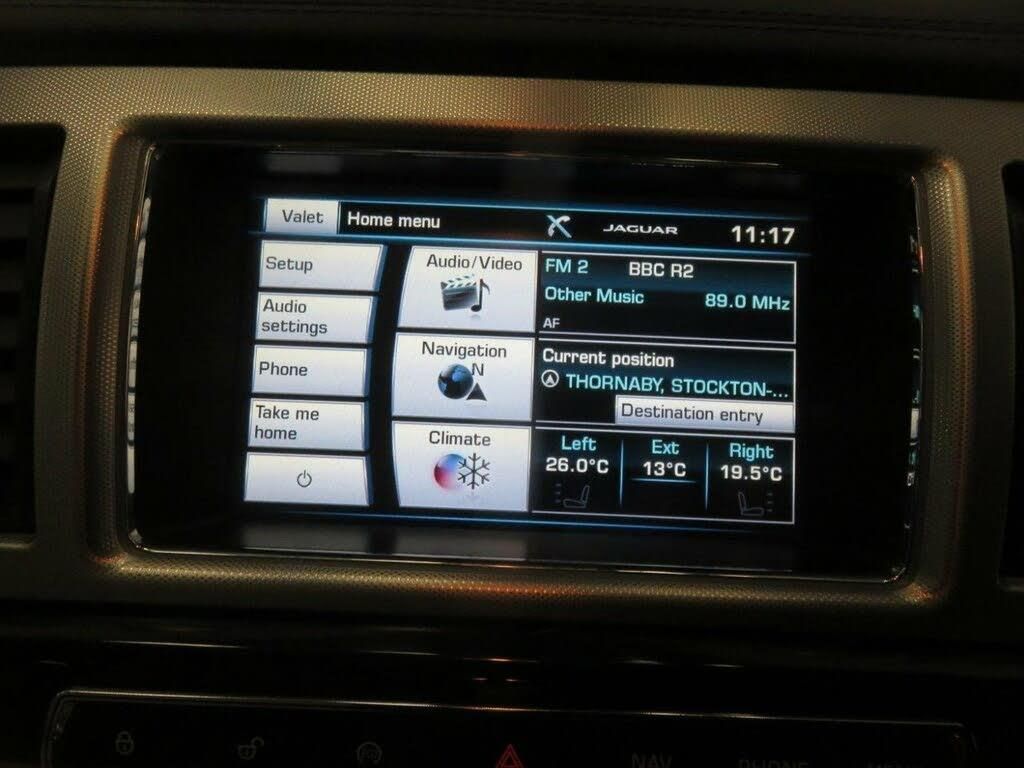 Valet
Home menu
JAGUAR
11:17
Setup
Audio
settings
Phone
Take me
home
Audio/Video
Navigation
N
Climate
FM 2 BBC R2
Other Music 89.0 MHz
AF
Current position
THORNABY, STOCKTON-...
Destination entry
Left Ext Right
26.0°C 13°C 19.5°C
NAV PHONE